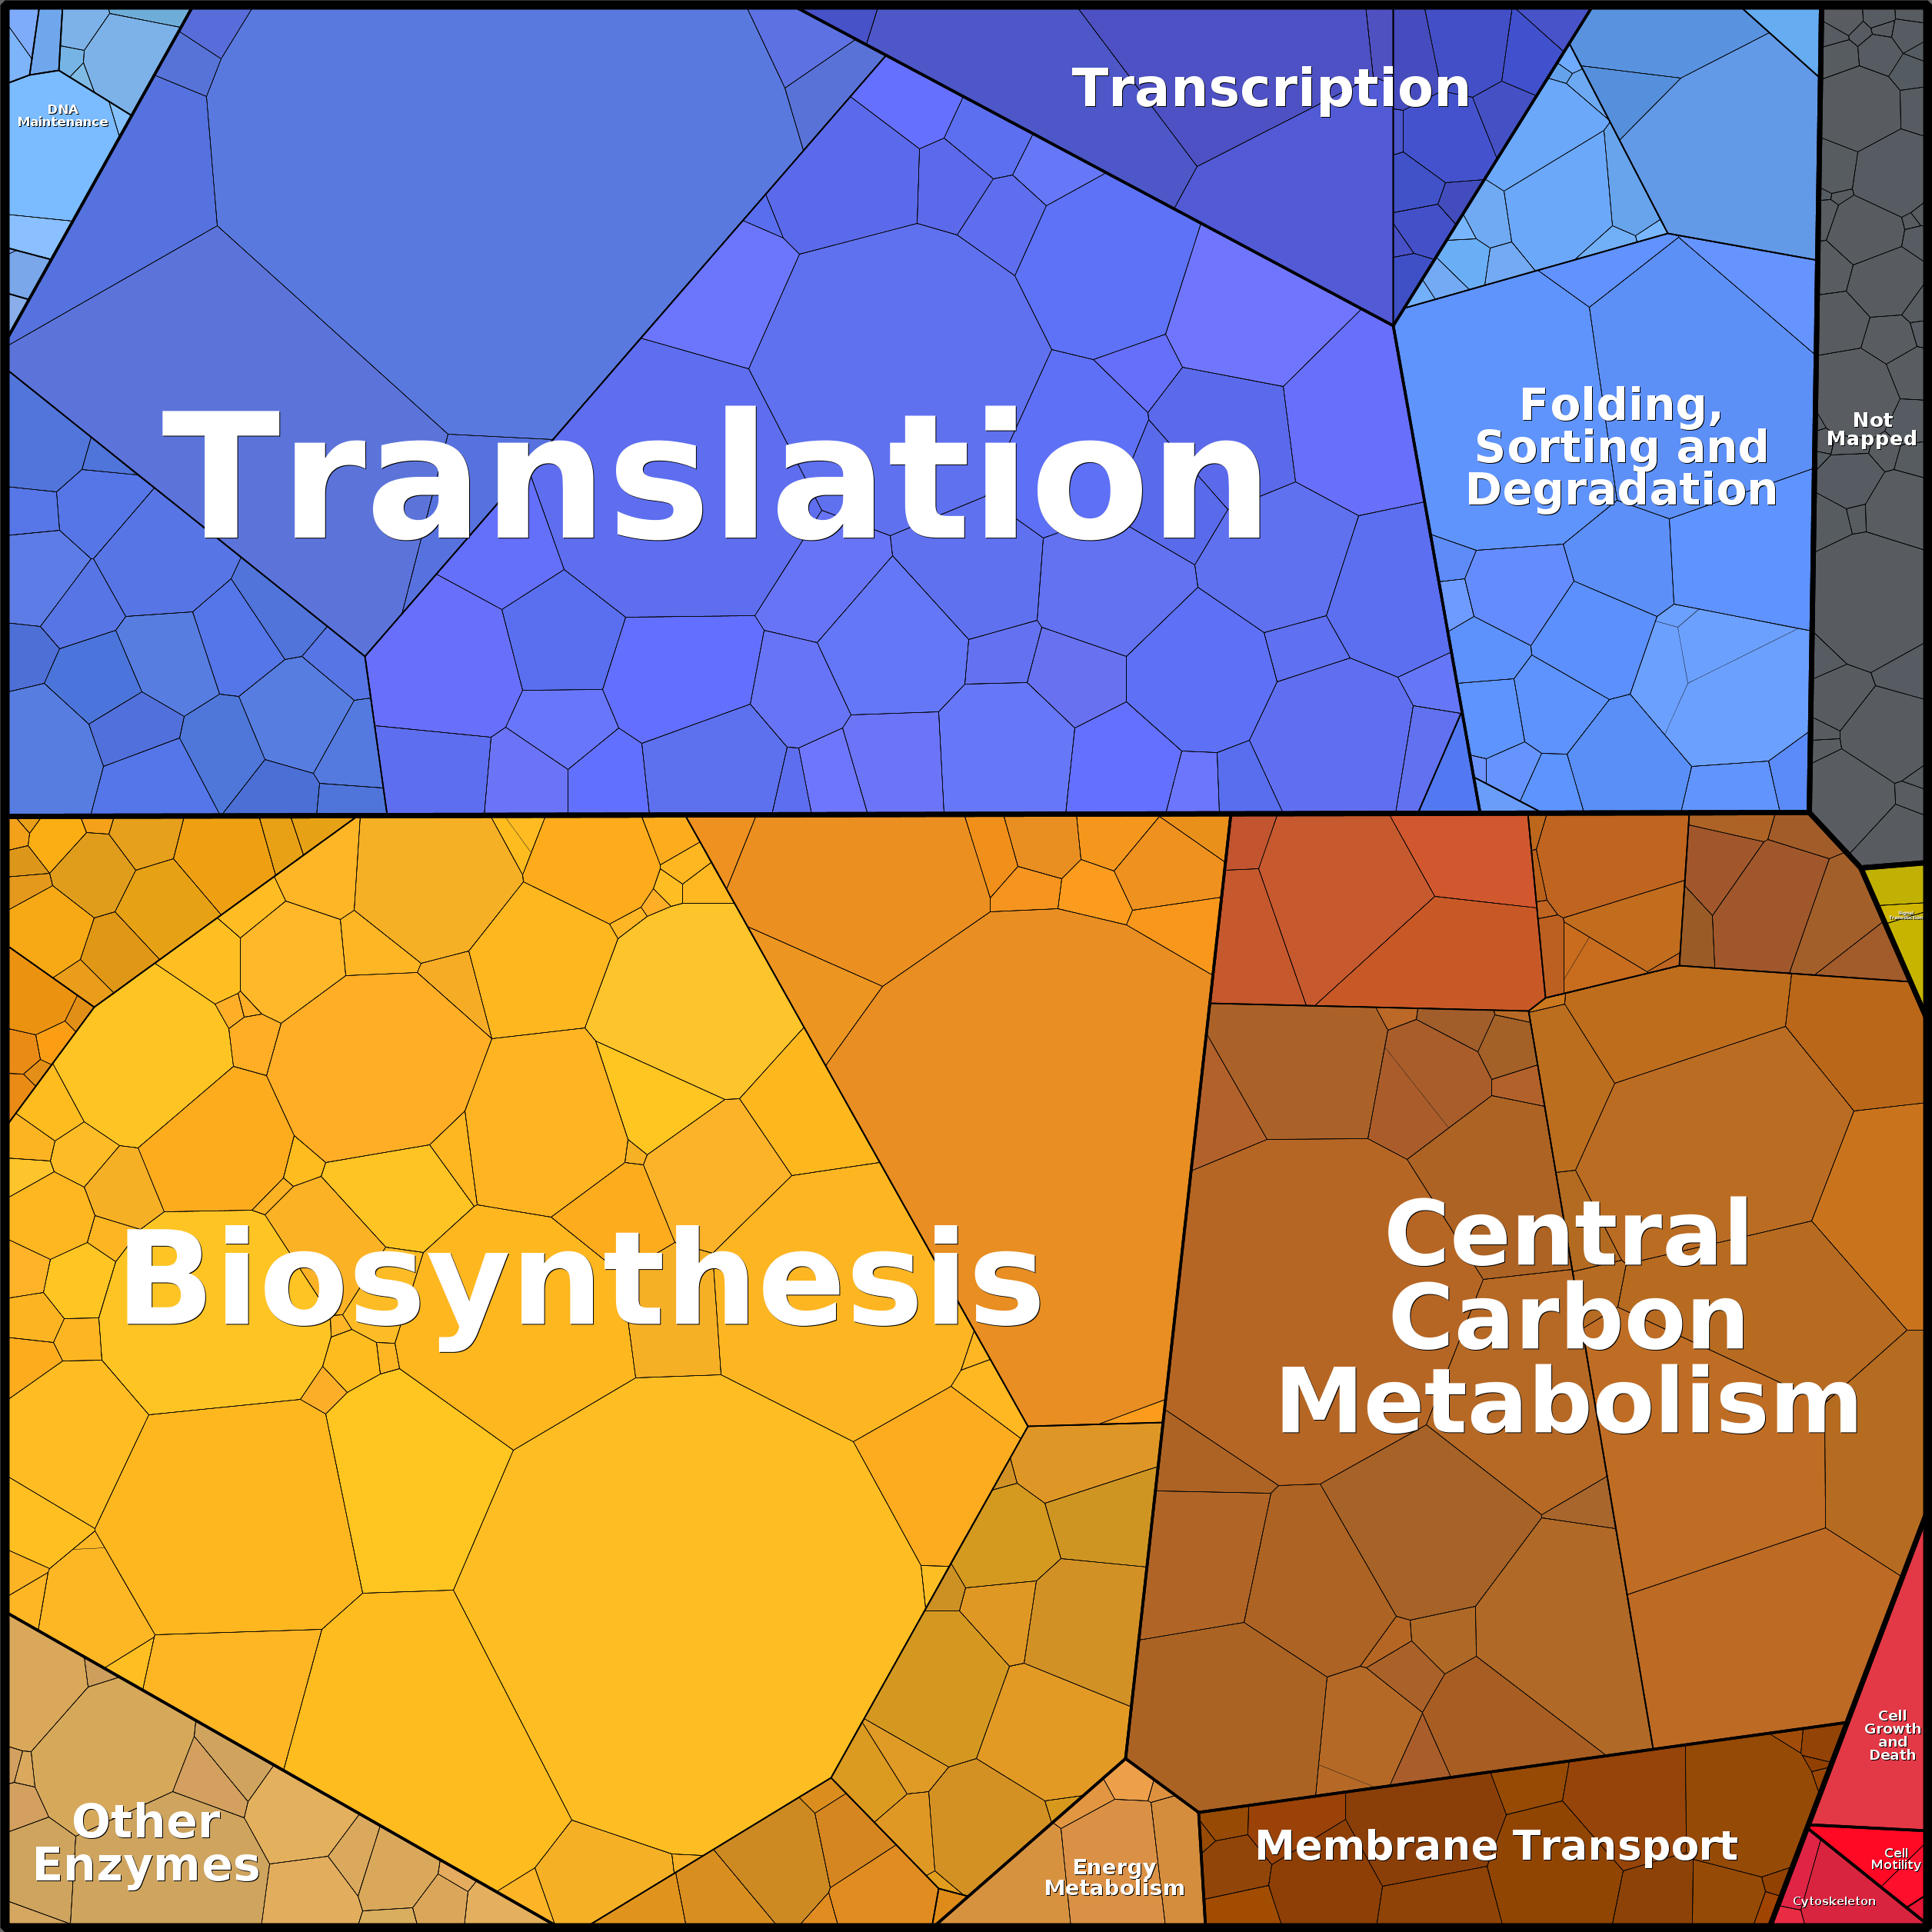 DNA
Maintenance
Transcription
Translation
Folding,
Sorting and
Degradation
Not
Mapped
Biosynthesis
Central
Carbon
Metabolism
Cell
Growth
and
Death
Other
Enzymes
Energy
Metabolism
Membrane Transport
Cell
Motility
Cytoskeleton